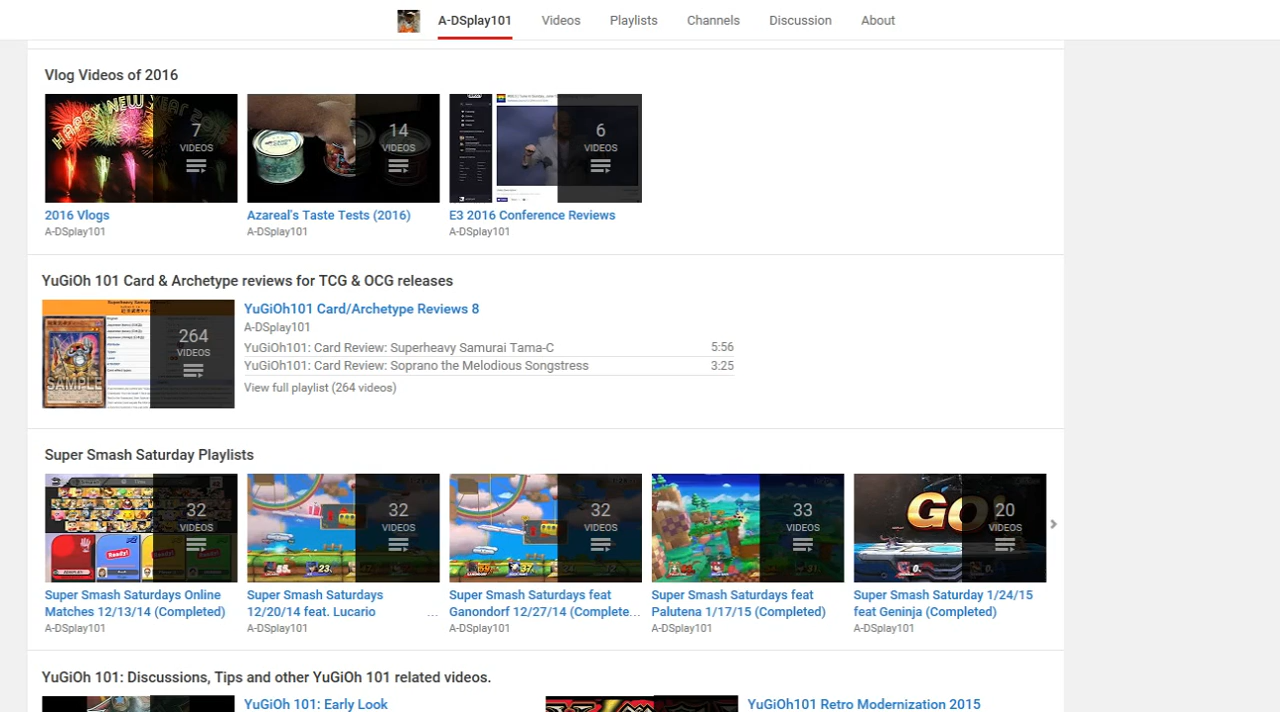 A-DSplay101 Videos Playlists Channels Discussion About
Vlog Videos of 2016
HAPPY NEW YEAR
7 VIDEOS
14 VIDEOS
6 VIDEOS
2016 Vlogs
A-DSplay101
Azareal's Taste Tests (2016)
A-DSplay101
E3 2016 Conference Reviews
A-DSplay101
YuGiOh 101 Card & Archetype reviews for TCG & OCG releases
SAMPLE
264 VIDEOS
YuGiOh101 Card/Archetype Reviews 8
A-DSplay101
YuGiOh101: Card Review: Superheavy Samurai Tama-C 5:56
YuGiOh101: Card Review: Soprano the Melodious Songstress 3:25
View full playlist (264 videos)
Super Smash Saturday Playlists
32 VIDEOS
32 VIDEOS
32 VIDEOS
33 VIDEOS
GO!
20 VIDEOS
Super Smash Saturdays Online
Matches 12/13/14 (Completed)
A-DSplay101
Super Smash Saturdays
12/20/14 feat. Lucario ...
A-DSplay101
Super Smash Saturdays feat
Ganondorf 12/27/14 (Complete...
A-DSplay101
Super Smash Saturdays feat
Palutena 1/17/15 (Completed)
A-DSplay101
Super Smash Saturday 1/24/15
feat Geninja (Completed)
A-DSplay101
YuGiOh 101: Discussions, Tips and other YuGiOh 101 related videos.
YuGiOh 101: Early Look
YuGiOh101 Retro Modernization 2015